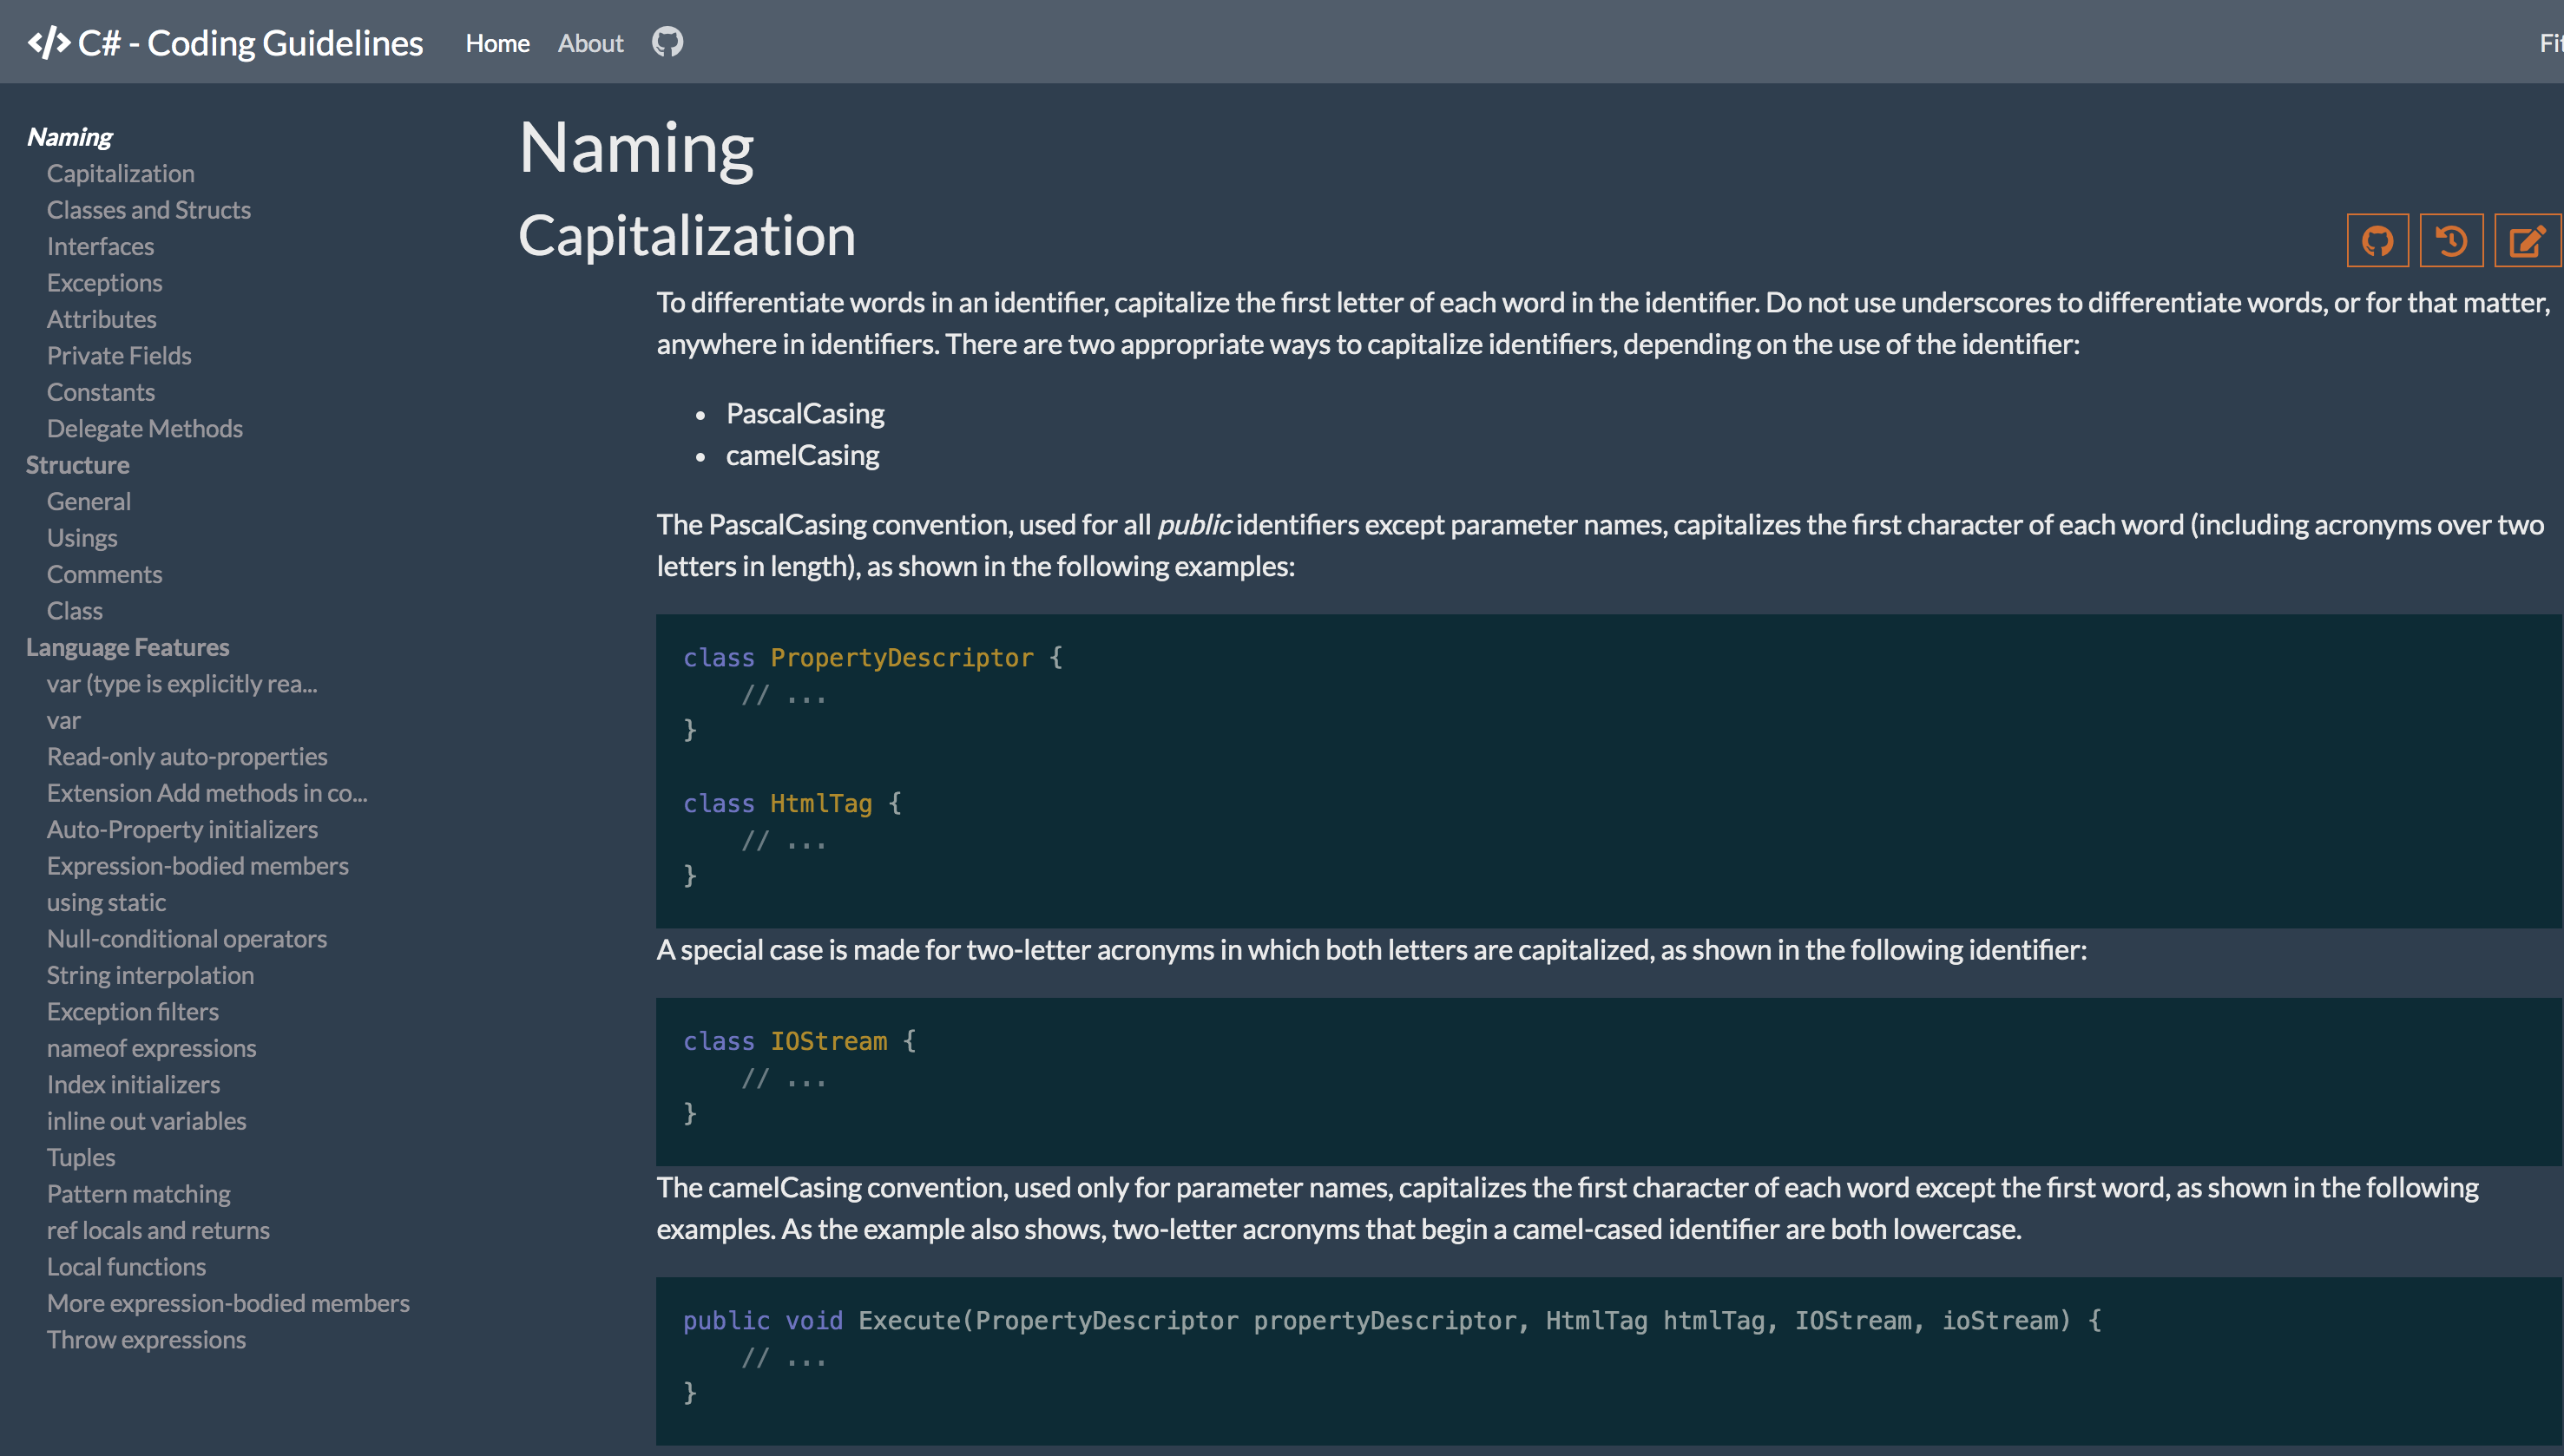 </> C# - Coding Guidelines Home About
Naming
Capitalization
Classes and Structs
Interfaces
Exceptions
Attributes
Private Fields
Constants
Delegate Methods
Structure
General
Usings
Comments
Class
Language Features
var (type is explicitly rea...
var
Read-only auto-properties
Extension Add methods in co...
Auto-Property initializers
Expression-bodied members
using static
Null-conditional operators
String interpolation
Exception filters
nameof expressions
Index initializers
inline out variables
Tuples
Pattern matching
ref locals and returns
Local functions
More expression-bodied members
Throw expressions
Naming
Capitalization
To differentiate words in an identifier, capitalize the first letter of each word in the identifier. Do not use underscores to differentiate words, or for that matter,
anywhere in identifiers. There are two appropriate ways to capitalize identifiers, depending on the use of the identifier:
• PascalCasing
• camelCasing
The PascalCasing convention, used for all public identifiers except parameter names, capitalizes the first character of each word (including acronyms over two
letters in length), as shown in the following examples:
class PropertyDescriptor {
// ...
}
class HtmlTag {
// ...
}
A special case is made for two-letter acronyms in which both letters are capitalized, as shown in the following identifier:
class IOStream {
// ...
}
The camelCasing convention, used only for parameter names, capitalizes the first character of each word except the first word, as shown in the following
examples. As the example also shows, two-letter acronyms that begin a camel-cased identifier are both lowercase.
public void Execute(PropertyDescriptor propertyDescriptor, HtmlTag htmlTag, IOStream, ioStream) {
// ...
}